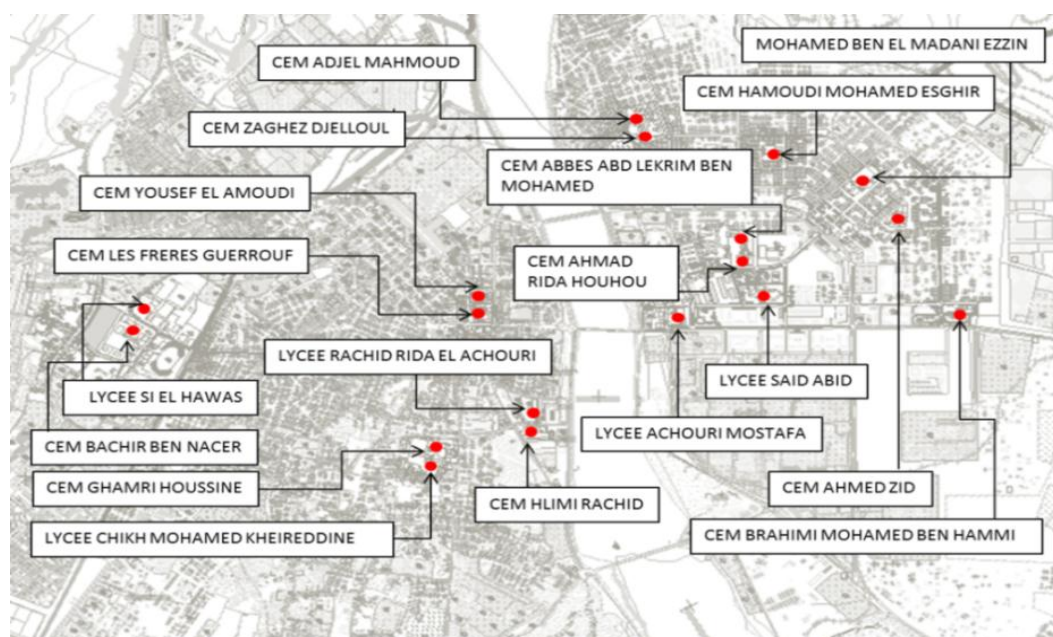 MOHAMED BEN EL MADANI EZZIN
CEM ADJEL MAHMOUD
CEM HAMOUDI MOHAMED ESGHIR
CEM ZAGHEZ DJELLOUL
CEM ABBES ABD LEKRIM BEN
MOHAMED
CEM YOUSEF EL AMOUDI
CEM LES FRERES GUERROUF
CEM AHMAD
RIDA HOUHOU
LYCEE RACHID RIDA EL ACHOURI
LYCEE SI EL HAWAS
LYCEE SAID ABID
CEM BACHIR BEN NACER
LYCEE ACHOURI MOSTAFA
CEM GHAMRI HOUSSINE
CEM HLIMI RACHID
CEM AHMED ZID
LYCEE CHIKH MOHAMED KHEIREDDINE
CEM BRAHIMI MOHAMED BEN HAMMI